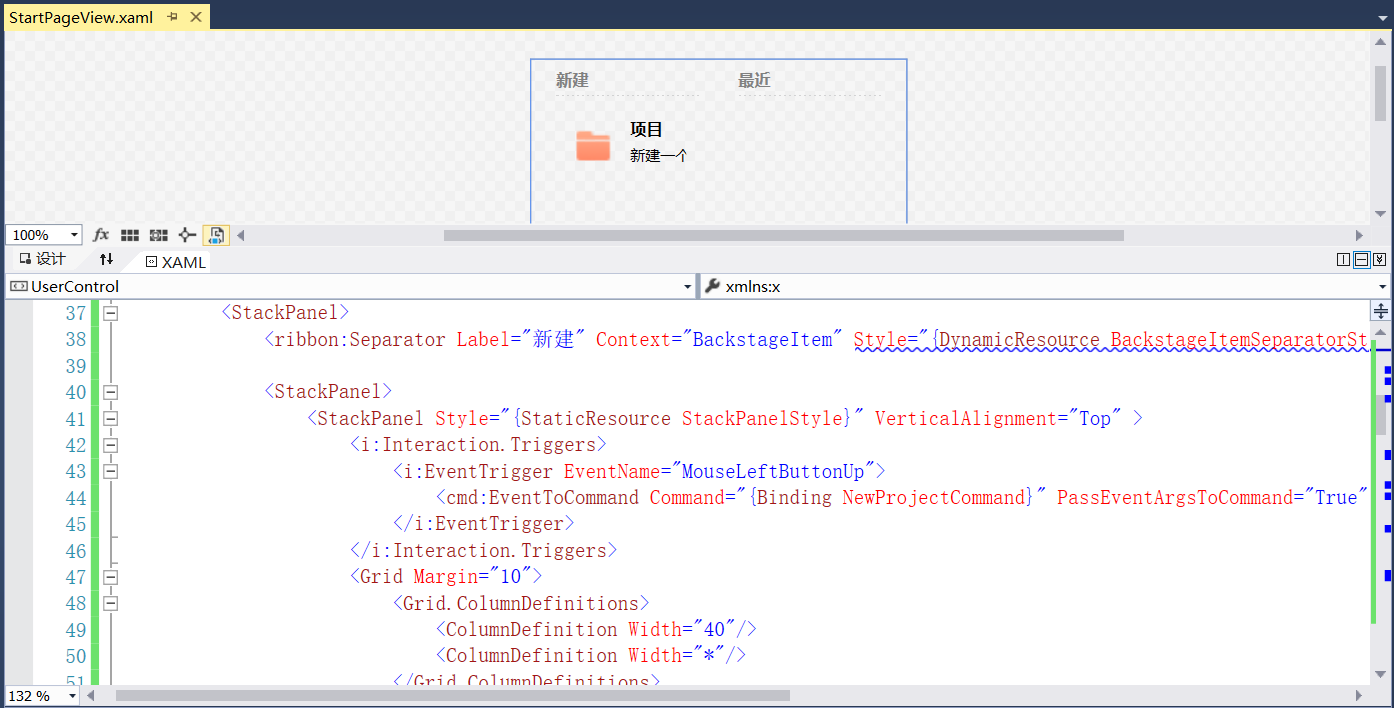 StartPageView.xaml
新建 最近
项目
新建一个
100%
设计 XAML
UserControl xmlns:x
37 <StackPanel>
38 <ribbon:Separator Label="新建" Context="BackstageItem" Style="{DynamicResource BackstageItemSeparatorSt
39
40 <StackPanel>
41 <StackPanel Style="{StaticResource StackPanelStyle}" VerticalAlignment="Top" >
42 <i:Interaction.Triggers>
43 <i:EventTrigger EventName="MouseLeftButtonUp">
44 <cmd:EventToCommand Command="{Binding NewProjectCommand}" PassEventArgsToCommand="True"
45 </i:EventTrigger>
46 </i:Interaction.Triggers>
47 <Grid Margin="10">
48 <Grid.ColumnDefinitions>
49 <ColumnDefinition Width="40"/>
50 <ColumnDefinition Width="*"/>
51 </Grid.ColumnDefinitions>
132 %